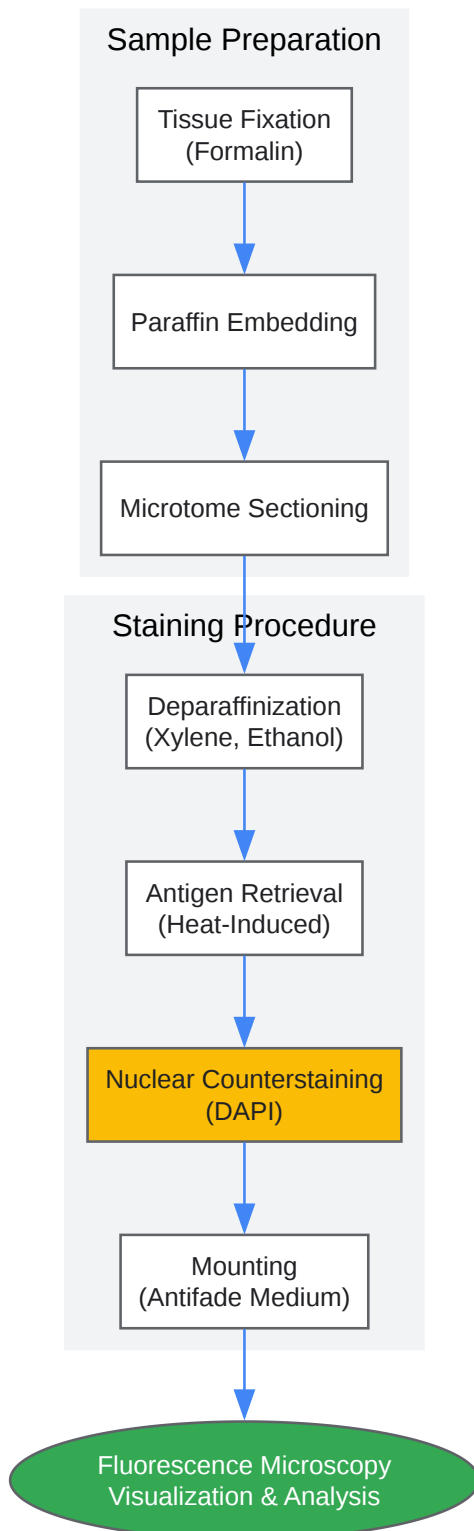 Sample Preparation
Tissue Fixation
(Formalin)
Paraffin Embedding
Microtome Sectioning
Staining Procedure
Deparaffinization
(Xylene, Ethanol)
Antigen Retrieval
(Heat-Induced)
Nuclear Counterstaining
(DAPI)
Mounting
(Antifade Medium)
Fluorescence Microscopy
Visualization & Analysis